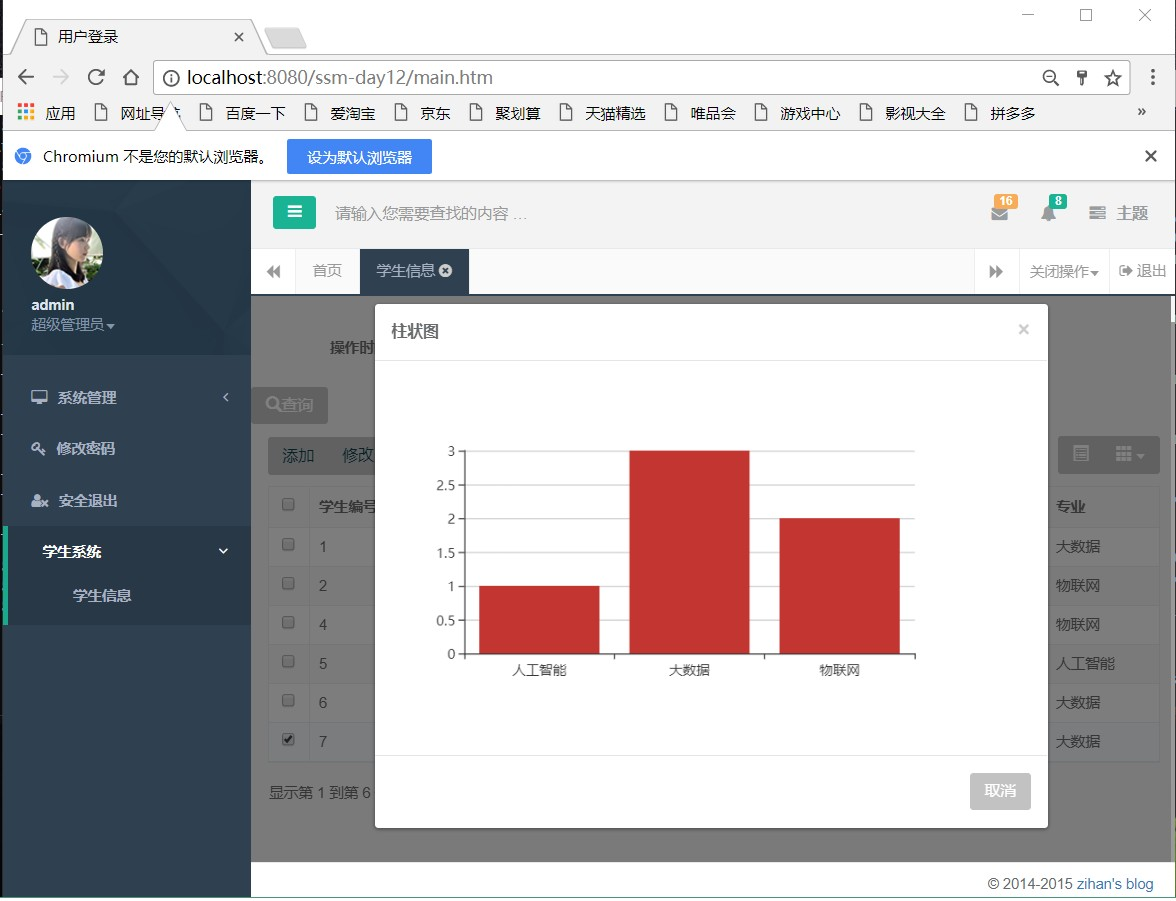 用户登录
localhost:8080/ssm-day12/main.htm
应用 网址导 百度一下 爱淘宝 京东 聚划算 天猫精选 唯品会 游戏中心 影视大全 拼多多 »
Chromium 不是您的默认浏览器。 设为默认浏览器
请输入您需要查找的内容 … 16 8 主题
admin
超级管理员
首页 学生信息 关闭操作 退出
系统管理
修改密码
安全退出
学生系统
学生信息
操作时
查询
添加 修改
柱状图 ×
3
2.5
2
1.5
1
0.5
0
人工智能 大数据 物联网
取消
学生编号 专业
1 大数据
2 物联网
4 物联网
5 人工智能
6 大数据
7 大数据
显示第 1 到第 6
© 2014-2015 zihan's blog